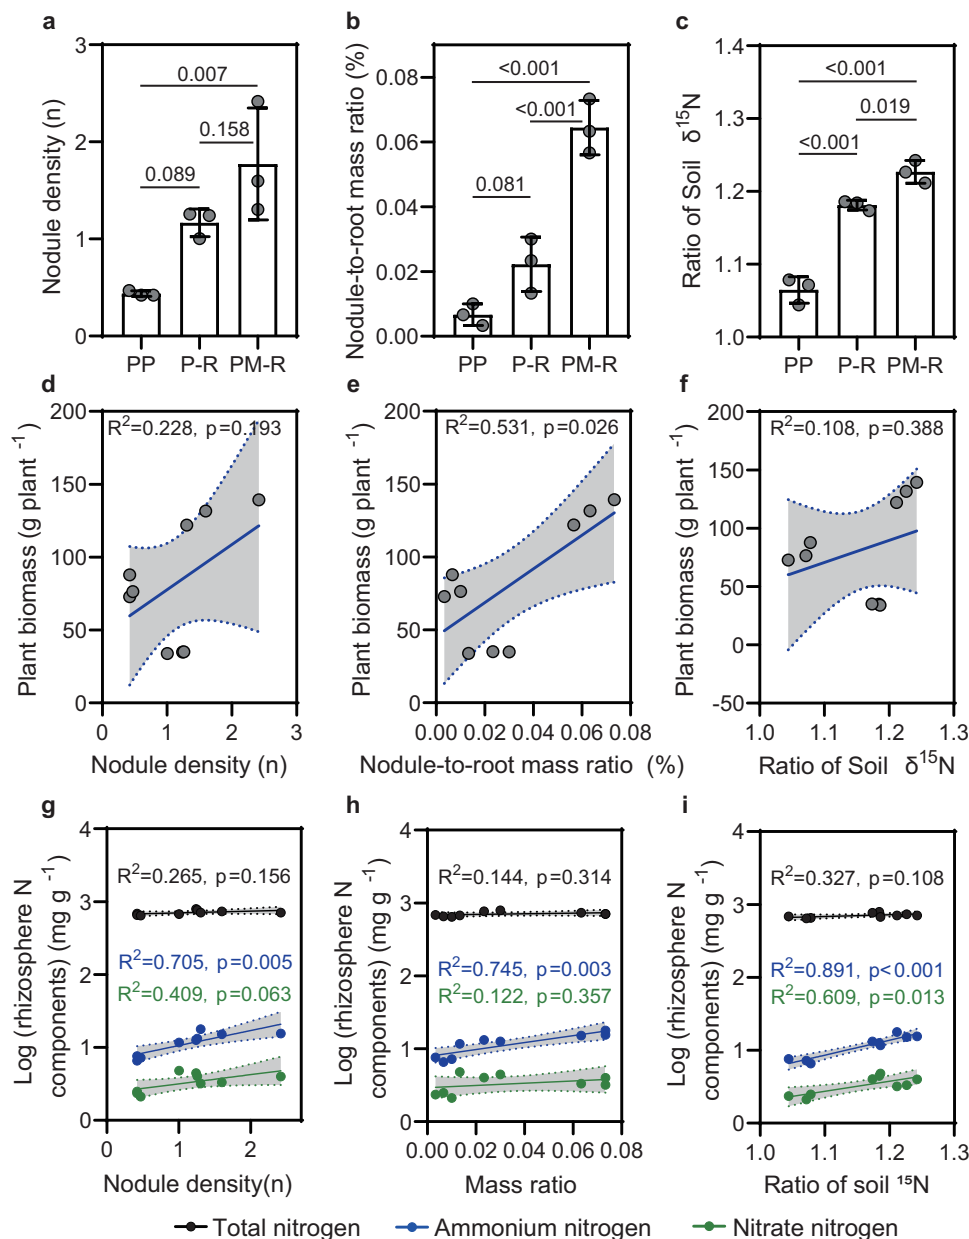 a
Nodule density (n)
3
2
1
0
0.007
0.158
0.089
PP P-R PM-R
b
Nodule-to-root mass ratio (%)
0.08
0.06
0.04
0.02
0.00
<0.001
<0.001
0.081
PP P-R PM-R
c
Ratio of Soil δ¹⁵N
1.4
1.3
1.2
1.1
1.0
<0.001
0.019
<0.001
PP P-R PM-R
d
Plant biomass (g plant ⁻¹)
200
150
100
50
0
R²=0.228, p=0.193
0 1 2 3
Nodule density (n)
e
Plant biomass (g plant ⁻¹)
200
150
100
50
0
R²=0.531, p=0.026
0.00 0.02 0.04 0.06 0.08
Nodule-to-root mass ratio (%)
f
Plant biomass (g plant ⁻¹)
200
150
100
50
0
-50
R²=0.108, p=0.388
1.0 1.1 1.2 1.3
Ratio of Soil δ¹⁵N
g
Log (rhizosphere N
components) (mg g⁻¹)
4
3
2
1
0
R²=0.265, p=0.156
R²=0.705, p=0.005
R²=0.409, p=0.063
0 1 2
Nodule density(n)
h
Log (rhizosphere N
components) (mg g⁻¹)
4
2
0
R²=0.144, p=0.314
R²=0.745, p=0.003
R²=0.122, p=0.357
0.00 0.02 0.04 0.06 0.08
Mass ratio
i
Log (rhizosphere N
components) (mg g⁻¹)
4
3
2
1
0
R²=0.327, p=0.108
R²=0.891, p<0.001
R²=0.609, p=0.013
1.0 1.1 1.2 1.3
Ratio of soil ¹⁵N
Total nitrogen Ammonium nitrogen Nitrate nitrogen